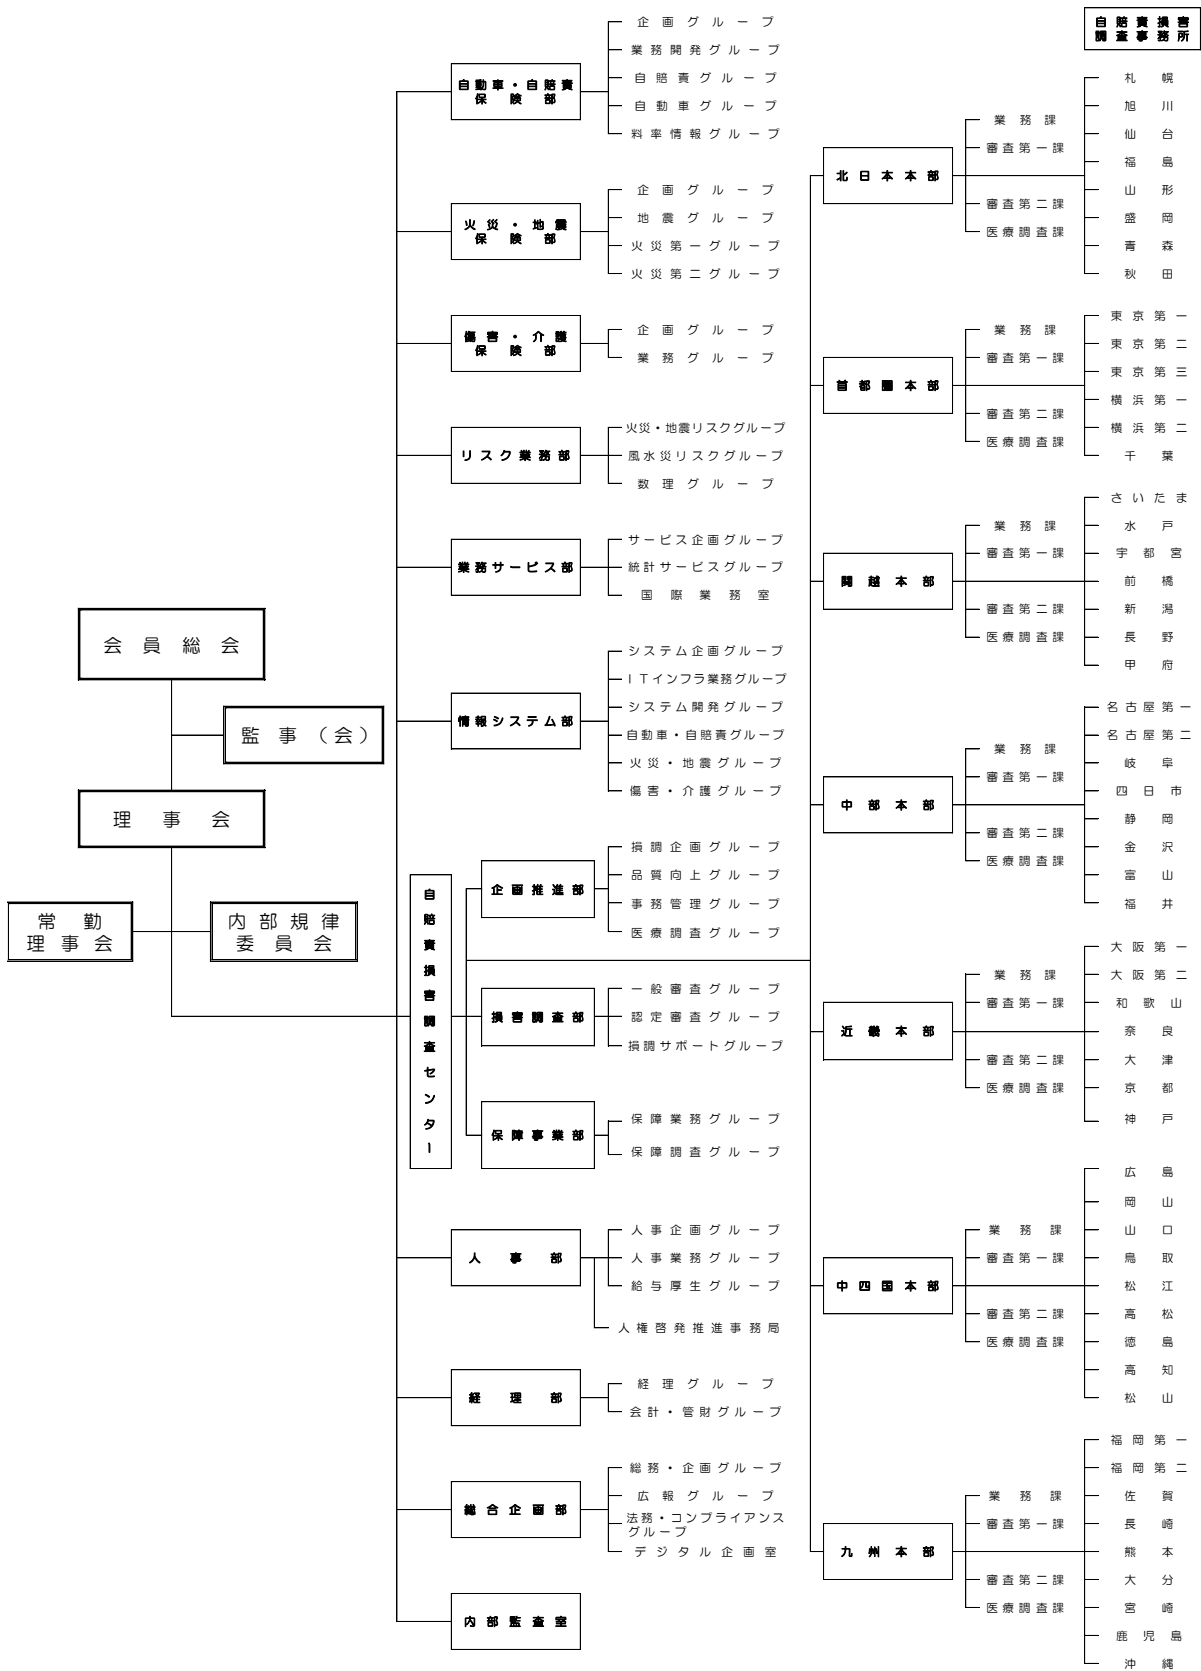 会員総会
監事(会)
理事会
常勤
理事会
内部規律
委員会
自動車・自賠責
保険部
企画グループ
業務開発グループ
自賠責グループ
自動車グループ
料率情報グループ
火災・地震
保険部
企画グループ
地震グループ
火災第一グループ
火災第二グループ
傷害・介護
保険部
企画グループ
業務グループ
リスク業務部
火災・地震リスクグループ
風水災リスクグループ
数理グループ
業務サービス部
サービス企画グループ
統計サービスグループ
国際業務室
情報システム部
システム企画グループ
ITインフラ業務グループ
システム開発グループ
自動車・自賠責グループ
火災・地震グループ
傷害・介護グループ
自賠責損害調査センター
企画推進部
損調企画グループ
品質向上グループ
事務管理グループ
医療調査グループ
損害調査部
一般審査グループ
認定審査グループ
損調サポートグループ
保障事業部
保障業務グループ
保障調査グループ
人事部
人事企画グループ
人事業務グループ
給与厚生グループ
人権啓発推進事務局
経理部
経理グループ
会計・管財グループ
総合企画部
総務・企画グループ
広報グループ
法務・コンプライアンス
グループ
デジタル企画室
内部監査室
自賠責損害
調査事務所
北日本本部
業務課
審査第一課
審査第二課
医療調査課
札幌
旭川
仙台
福島
山形
盛岡
青森
秋田
首都圏本部
業務課
審査第一課
審査第二課
医療調査課
東京第一
東京第二
東京第三
横浜第一
横浜第二
千葉
関越本部
業務課
審査第一課
審査第二課
医療調査課
さいたま
水戸
宇都宮
前橋
新潟
長野
甲府
中部本部
業務課
審査第一課
審査第二課
医療調査課
名古屋第一
名古屋第二
岐阜
四日市
静岡
金沢
富山
福井
近畿本部
業務課
審査第一課
審査第二課
医療調査課
大阪第一
大阪第二
和歌山
奈良
大津
京都
神戸
中四国本部
業務課
審査第一課
審査第二課
医療調査課
広島
岡山
山口
鳥取
松江
高松
徳島
高知
松山
九州本部
業務課
審査第一課
審査第二課
医療調査課
福岡第一
福岡第二
佐賀
長崎
熊本
大分
宮崎
鹿児島
沖縄